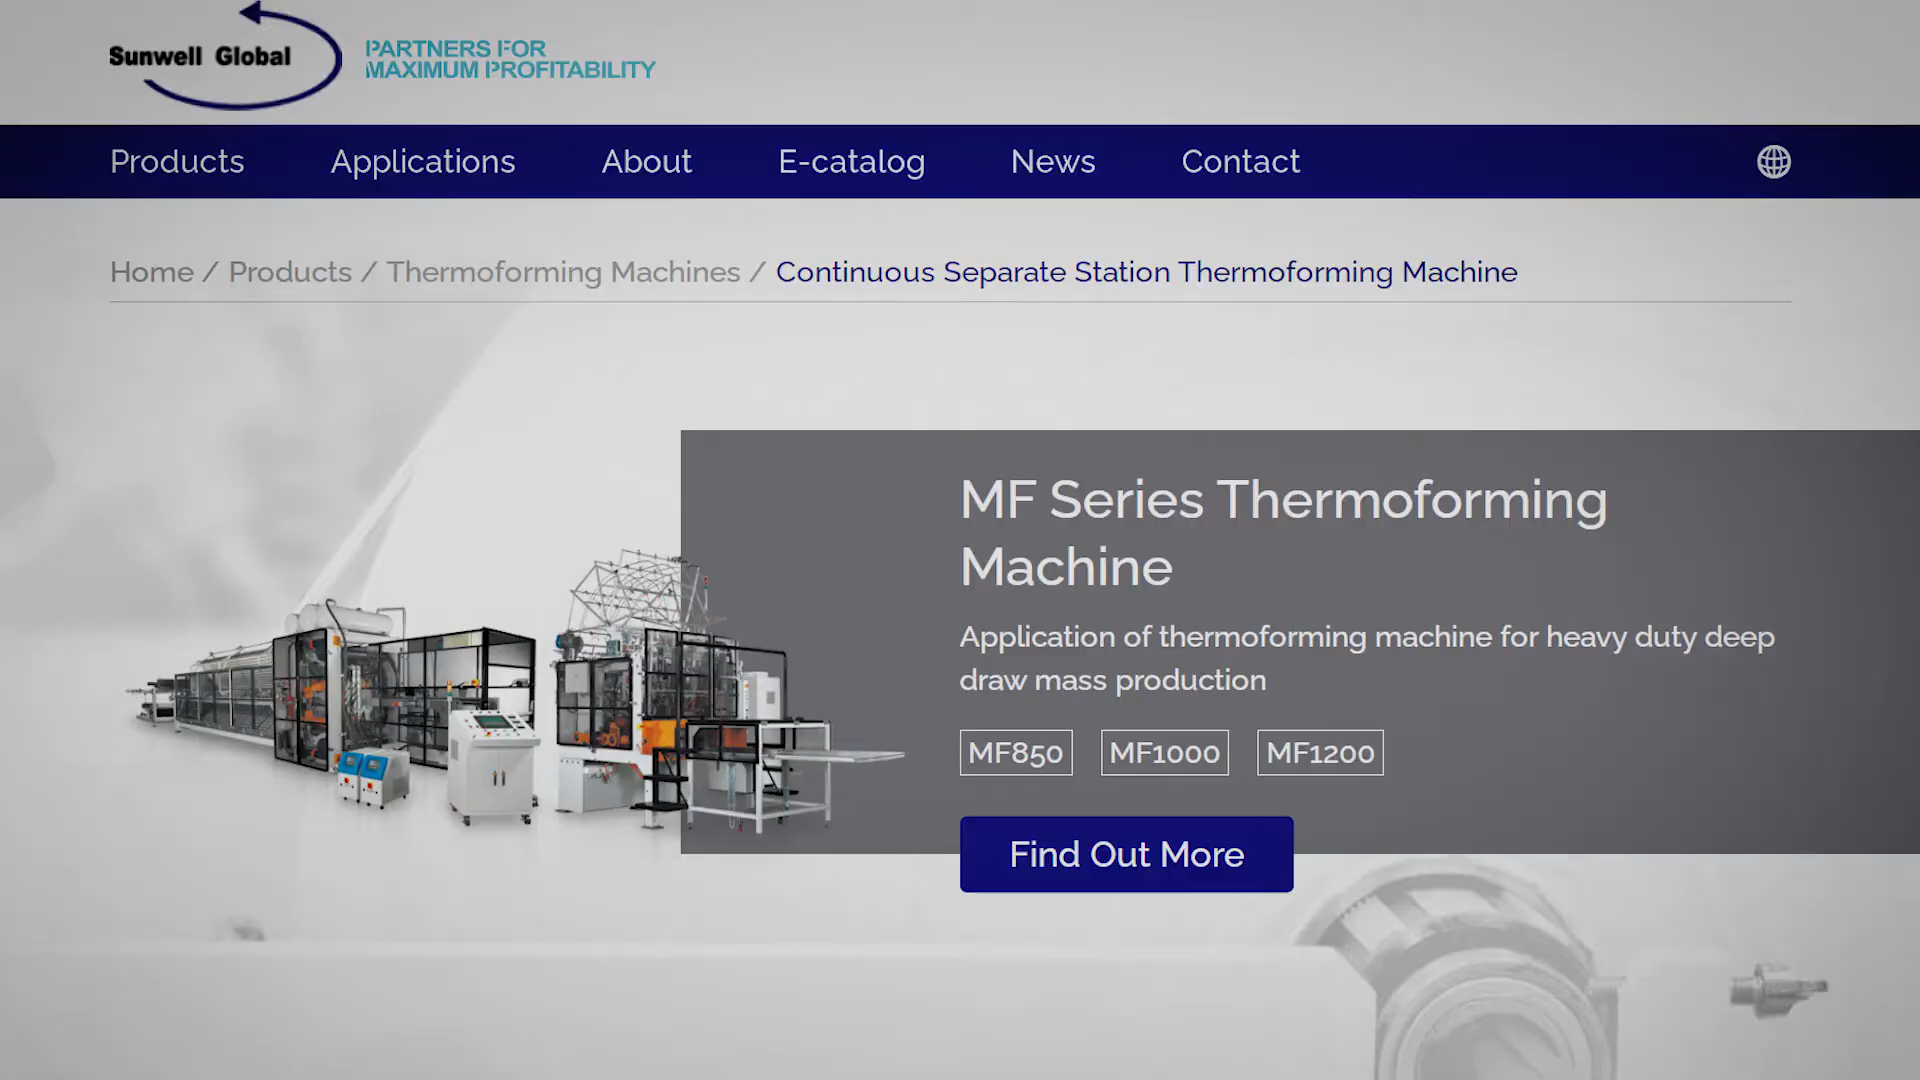 Sunwell Global
PARTNERS FOR
MAXIMUM PROFITABILITY
Products Applications About E-catalog News Contact
Home / Products / Thermoforming Machines / Continuous Separate Station Thermoforming Machine
MF Series Thermoforming
Machine
Application of thermoforming machine for heavy duty deep
draw mass production
MF850 MF1000 MF1200
Find Out More